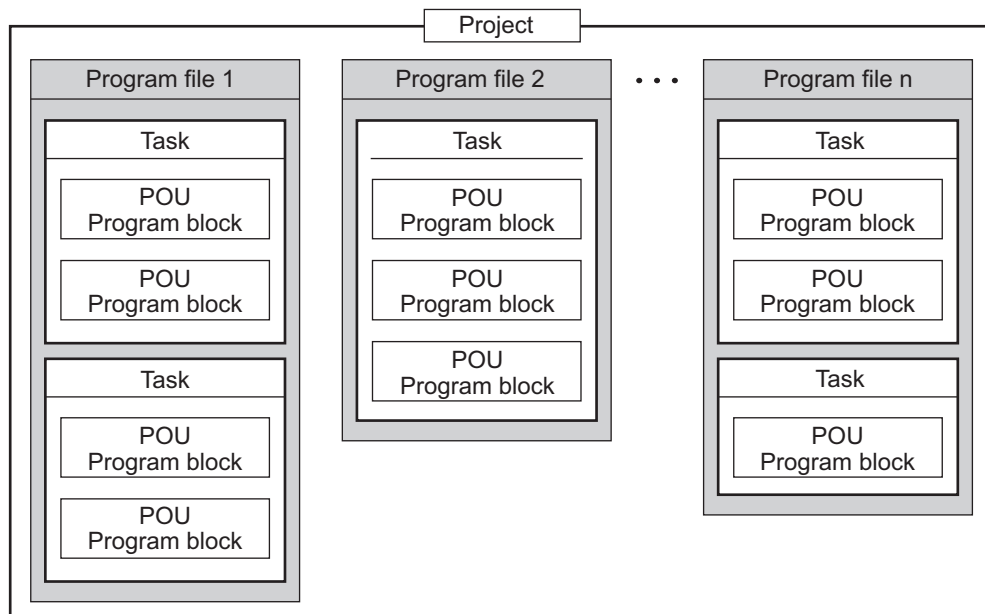 Project
Program file 1
Task
POU
Program block
POU
Program block
Task
POU
Program block
POU
Program block
Program file 2
Task
POU
Program block
POU
Program block
POU
Program block
• • •
Program file n
Task
POU
Program block
POU
Program block
Task
POU
Program block